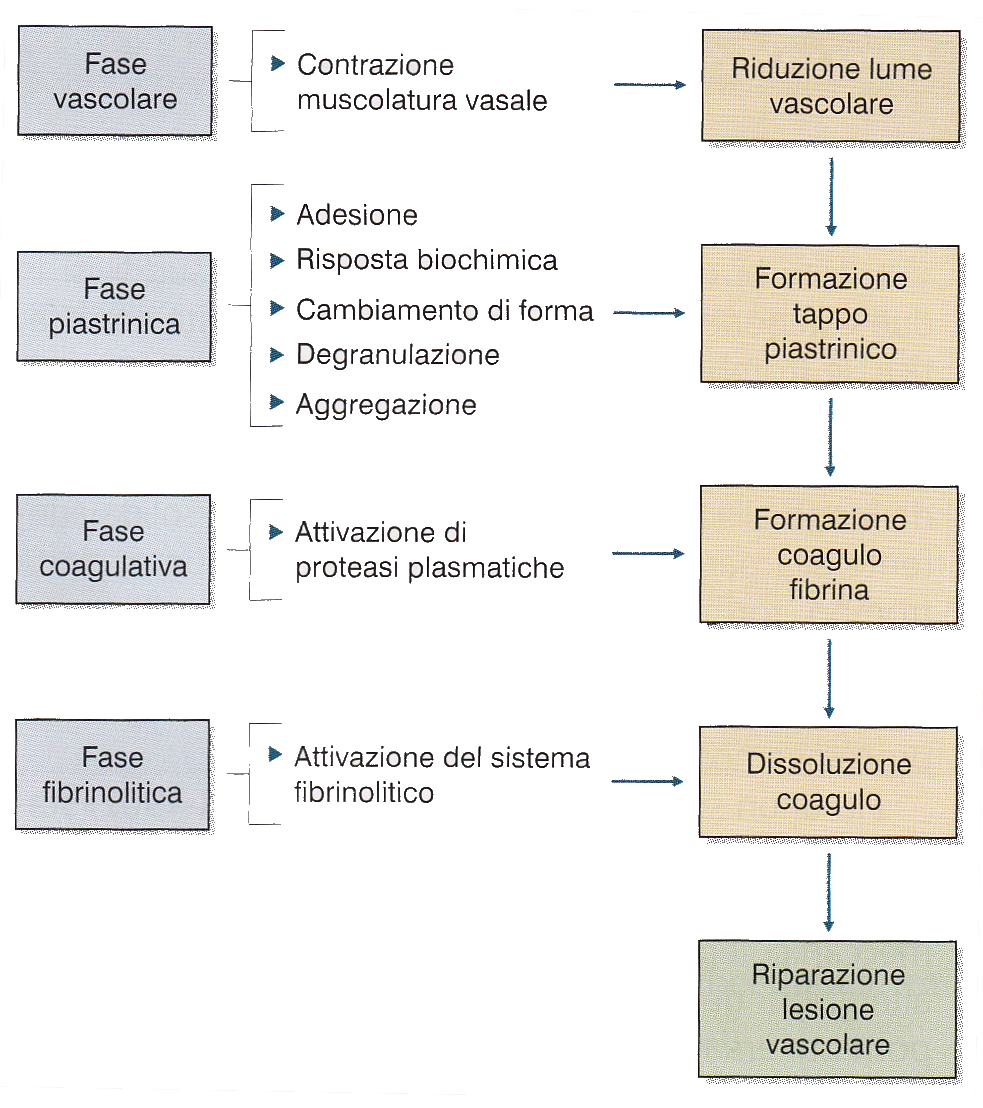 Fase
vascolare
Contrazione
muscolatura vasale
Riduzione lume
vascolare
Fase
piastrinica
Adesione
Risposta biochimica
Cambiamento di forma
Degranulazione
Aggregazione
Formazione
tappo
piastrinico
Fase
coagulativa
Attivazione di
proteasi plasmatiche
Formazione
coagulo
fibrina
Fase
fibrinolitica
Attivazione del sistema
fibrinolitico
Dissoluzione
coagulo
Riparazione
lesione
vascolare